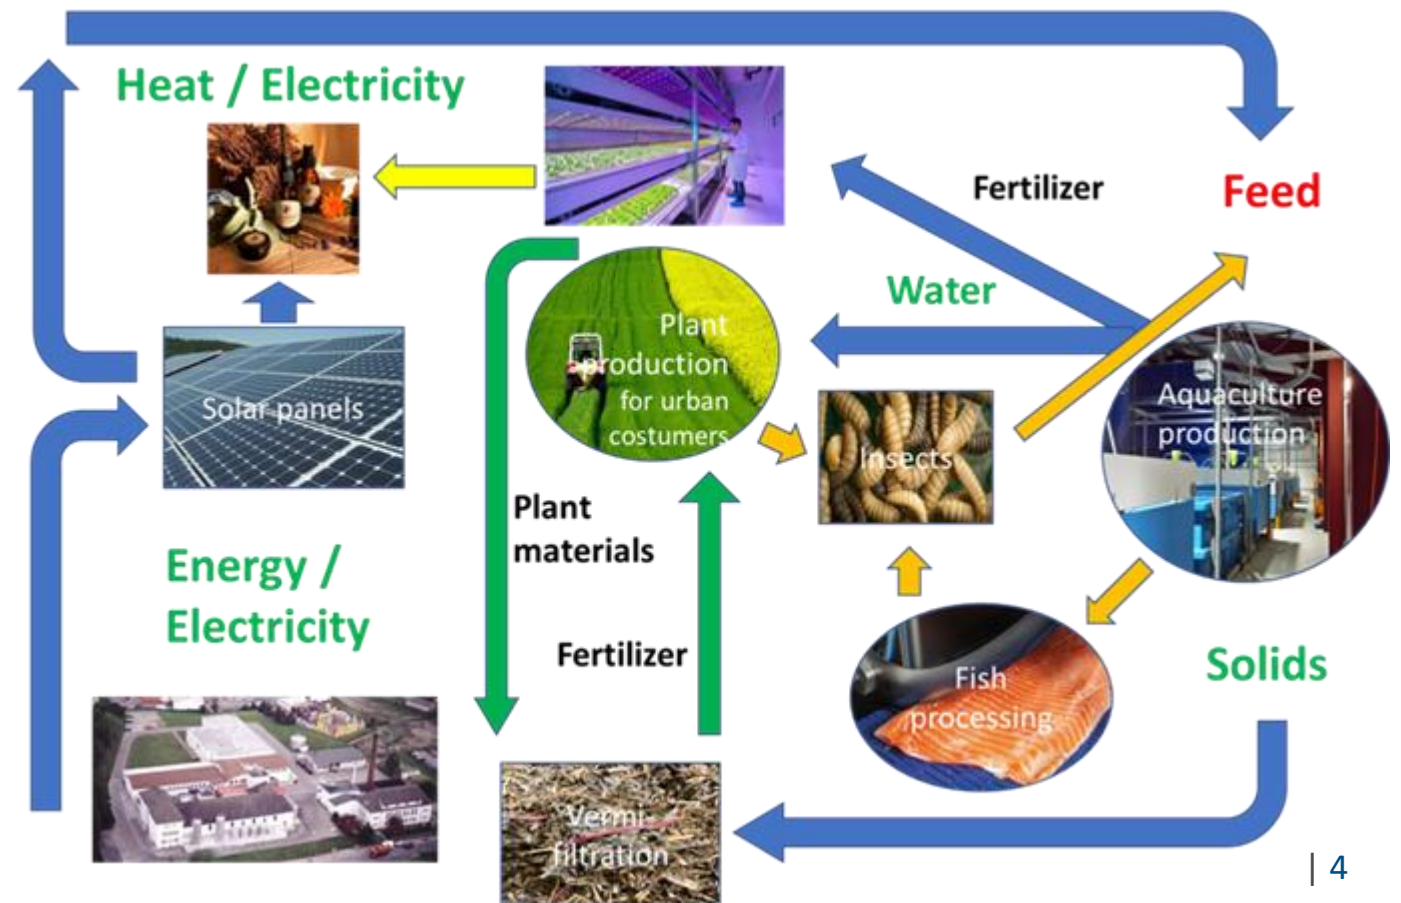 Heat / Electricity
Fertilizer
Feed
Water
Plant
production
for urban
costumers
Solar panels
Insects
Aquaculture
production
Plant
materials
Energy /
Electricity
Fertilizer
Fish
processing
Solids
Vermi-
filtration
| 4